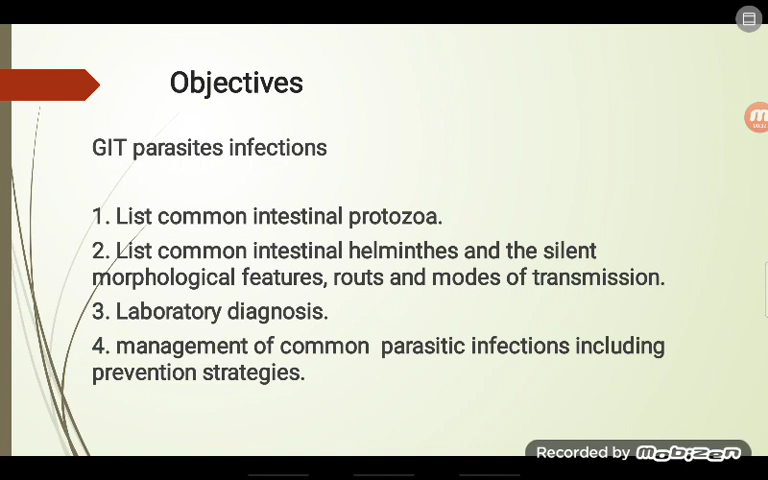 Objectives
GIT parasites infections
1. List common intestinal protozoa.
2. List common intestinal helminthes and the silent
morphological features, routs and modes of transmission.
3. Laboratory diagnosis.
4. management of common  parasitic infections including
prevention strategies.
Recorded by mobizen